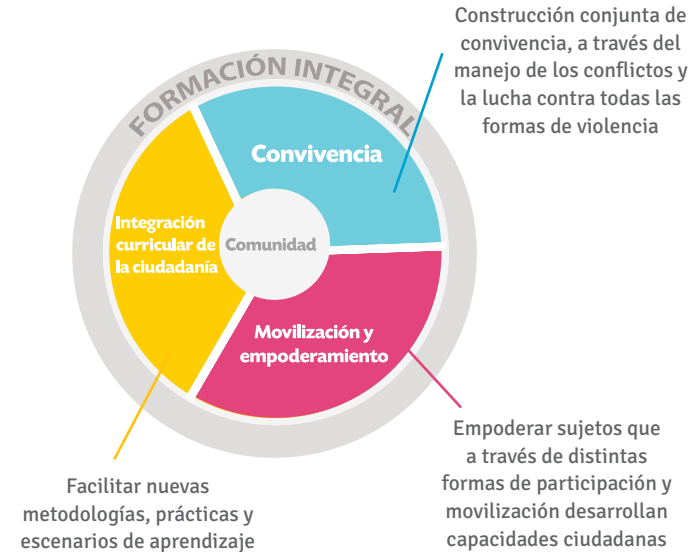 Construcción conjunta de
convivencia, a través del
manejo de los conflictos y
la lucha contra todas las
formas de violencia
FORMACIÓN INTEGRAL
Convivencia
Integración
curricular de
la ciudadanía
Comunidad
Movilización y
empoderamiento
Empoderar sujetos que
a través de distintas
formas de participación y
movilización desarrollan
capacidades ciudadanas
Facilitar nuevas
metodologías, prácticas y
escenarios de aprendizaje